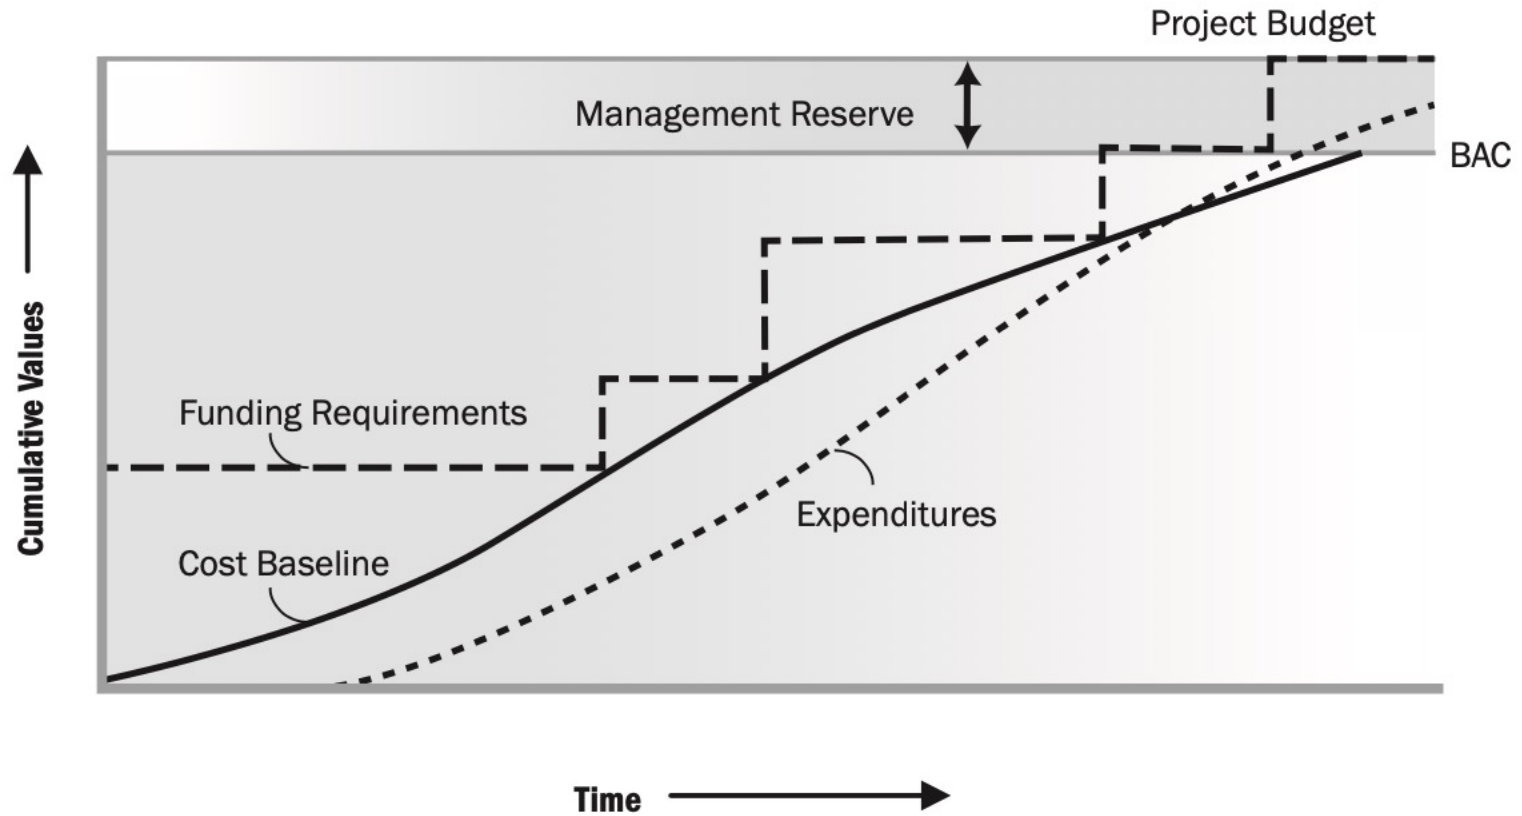 Project Budget
Management Reserve
BAC
Funding Requirements
Expenditures
Cost Baseline
Cumulative Values
Time